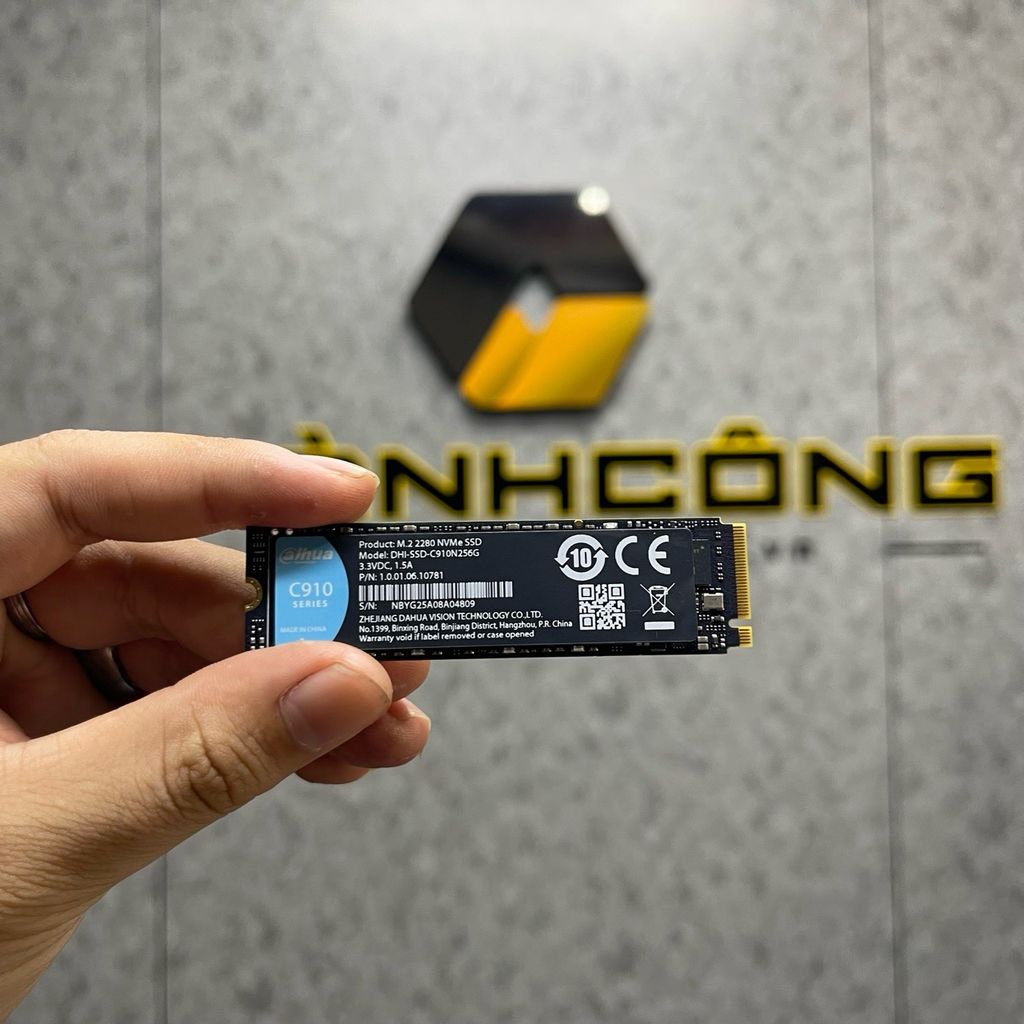 ÀNHCÔNG
alhua
C910
SERIES
MADE IN CHINA
Product: M.2 2280 NVMe SSD
Model: DHI-SSD-C910N256G
3.3VDC, 1.5A
P/N: 1.0.01.06.10781
S/N: NBYG25A08A04809
ZHEJIANG DAHUA VISION TECHNOLOGY CO.,LTD.
No.1399, Binxing Road, Binjiang District, Hangzhou, P.R. China
Warranty void if label removed or case opened
10
CE